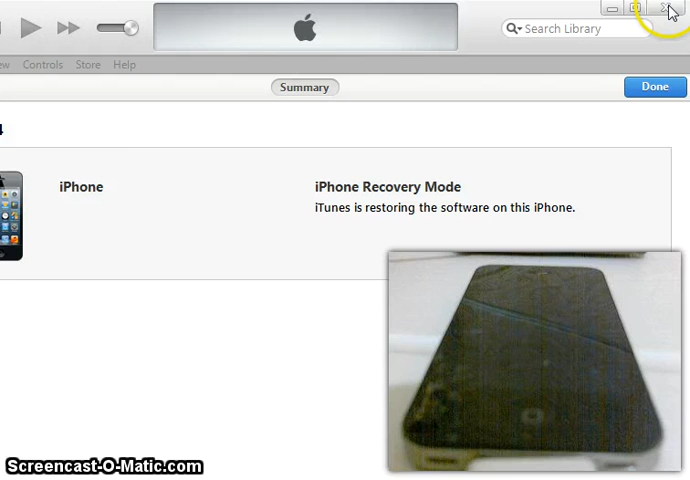 Search Library
ew Controls Store Help
Summary
Done
4
iPhone
iPhone Recovery Mode
iTunes is restoring the software on this iPhone.
Screencast-O-Matic.com